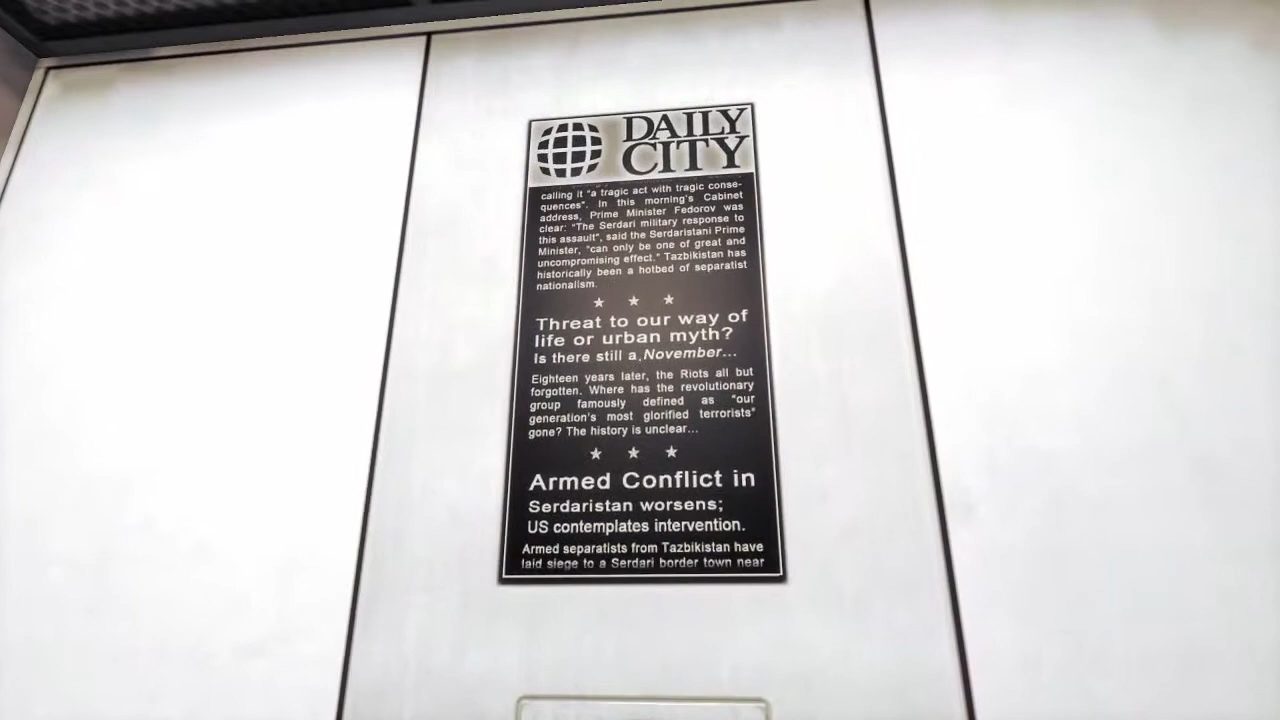 DAILY
CITY
calling it "a tragic act with tragic conse-
quences". In this morning's Cabinet
address, Prime Minister Fedorov was
clear: "The Serdari military response to
this assault", said the Serdaristani Prime
Minister, "can only be one of great and
uncompromising effect." Tazbikistan has
historically been a hotbed of separatist
nationalism.
Threat to our way of
life or urban myth?
Is there still a November...
Eighteen years later, the Riots all but
forgotten. Where has the revolutionary
group famously defined as "our
generation's most glorified terrorists"
gone? The history is unclear...
Armed Conflict in
Serdaristan worsens;
US contemplates intervention.
Armed separatists from Tazbikistan have
laid siege to a Serdari border town near